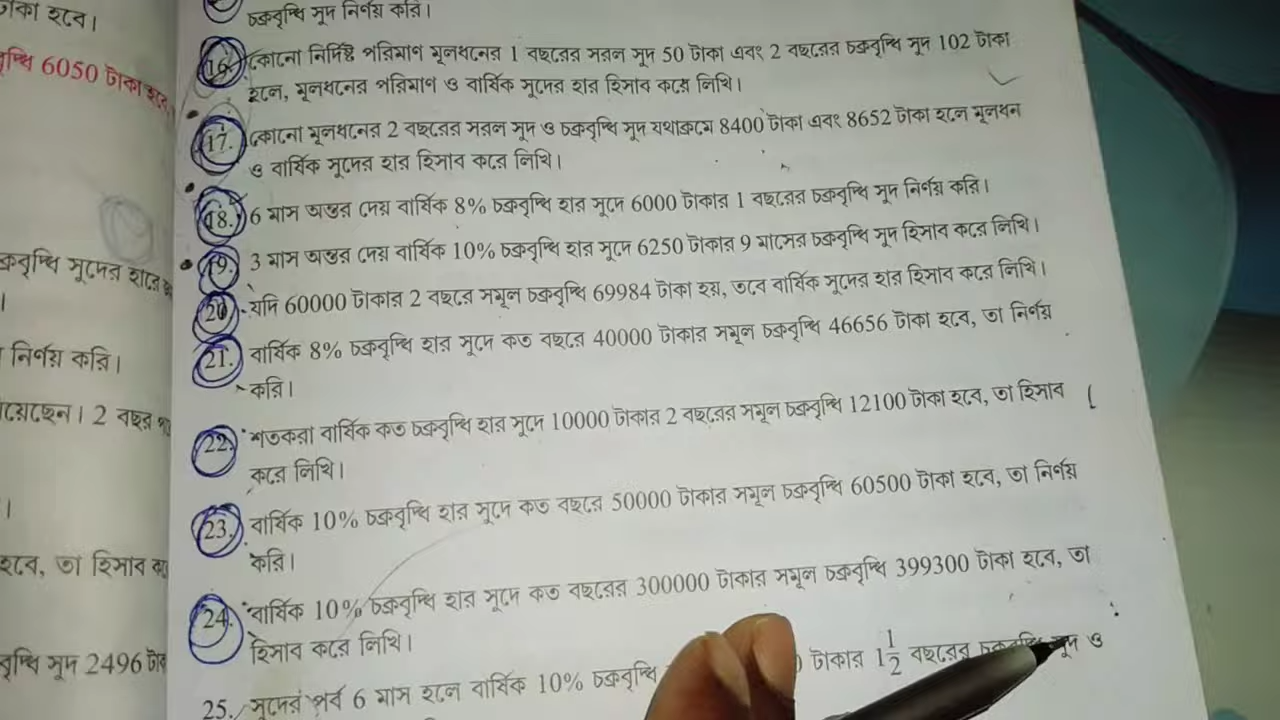 টাকা হবে।
6050 টাকা হবে,
ক্রবৃদ্ধি সুদের হারে
নির্ণয় করি।
য়েছেন। 2 বছর
হবে, তা হিসাব
বৃদ্ধি সুদ 2496 টাকা
চক্রবৃদ্ধি সুদ নির্ণয় করি।
16. কোনো নির্দিষ্ট পরিমাণ মূলধনের 1 বছরের সরল সুদ 50 টাকা এবং 2 বছরের চক্রবৃদ্ধি সুদ 102 টাকা
হলে, মূলধনের পরিমাণ ও বার্ষিক সুদের হার হিসাব করে লিখি।
17. কোনো মূলধনের 2 বছরের সরল সুদ ও চক্রবৃদ্ধি সুদ যথাক্রমে 8400 টাকা এবং 8652 টাকা হলে মূলধন
ও বার্ষিক সুদের হার হিসাব করে লিখি।
18. 6 মাস অন্তর দেয় বার্ষিক 8% চক্রবৃদ্ধি হার সুদে 6000 টাকার 1 বছরের চক্রবৃদ্ধি সুদ নির্ণয় করি।
19. 3 মাস অন্তর দেয় বার্ষিক 10% চক্রবৃদ্ধি হার সুদে 6250 টাকার 9 মাসের চক্রবৃদ্ধি সুদ হিসাব করে লিখি।
20. যদি 60000 টাকার 2 বছরে সমূল চক্রবৃদ্ধি 69984 টাকা হয়, তবে বার্ষিক সুদের হার হিসাব করে লিখি।
21. বার্ষিক 8% চক্রবৃদ্ধি হার সুদে কত বছরে 40000 টাকার সমূল চক্রবৃদ্ধি 46656 টাকা হবে, তা নির্ণয়
করি।
22. শতকরা বার্ষিক কত চক্রবৃদ্ধি হার সুদে 10000 টাকার 2 বছরের সমূল চক্রবৃদ্ধি 12100 টাকা হবে, তা হিসাব
করে লিখি।
23. বার্ষিক 10% চক্রবৃদ্ধি হার সুদে কত বছরে 50000 টাকার সমূল চক্রবৃদ্ধি 60500 টাকা হবে, তা নির্ণয়
করি।
24. বার্ষিক 10% চক্রবৃদ্ধি হার সুদে কত বছরের 300000 টাকার সমূল চক্রবৃদ্ধি 399300 টাকা হবে, তা
হিসাব করে লিখি।
25. সুদের পর্ব 6 মাস হলে বার্ষিক 10% চক্রবৃদ্ধি টাকার 1 1/2 বছরের চক্রবৃদ্ধি সুদ ও